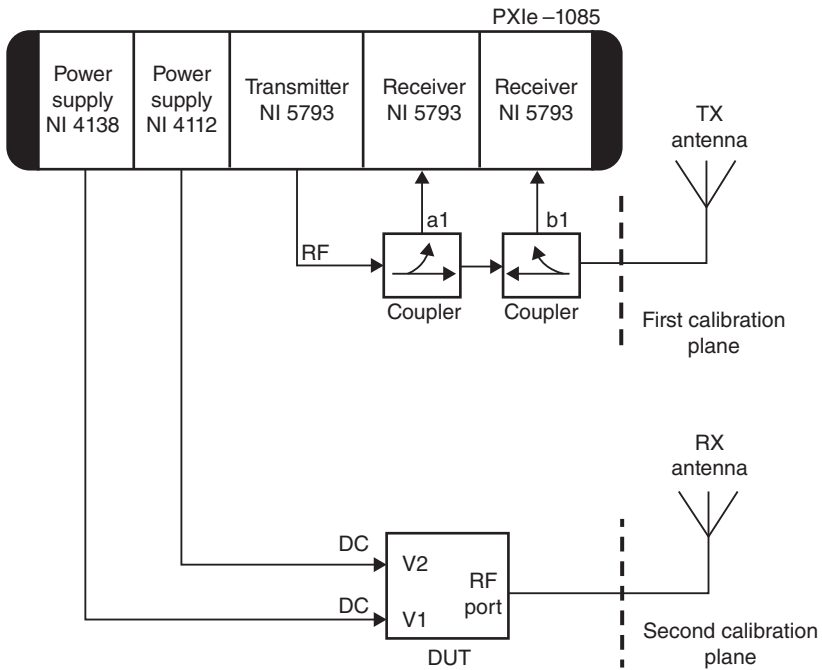 PXIe –1085
Power
supply
NI 4138
Power
supply
NI 4112
Transmitter
NI 5793
Receiver
NI 5793
Receiver
NI 5793
TX
antenna
a1
b1
RF
Coupler
Coupler
First calibration
plane
RX
antenna
DC
V2
RF
port
DC
V1
DUT
Second calibration
plane